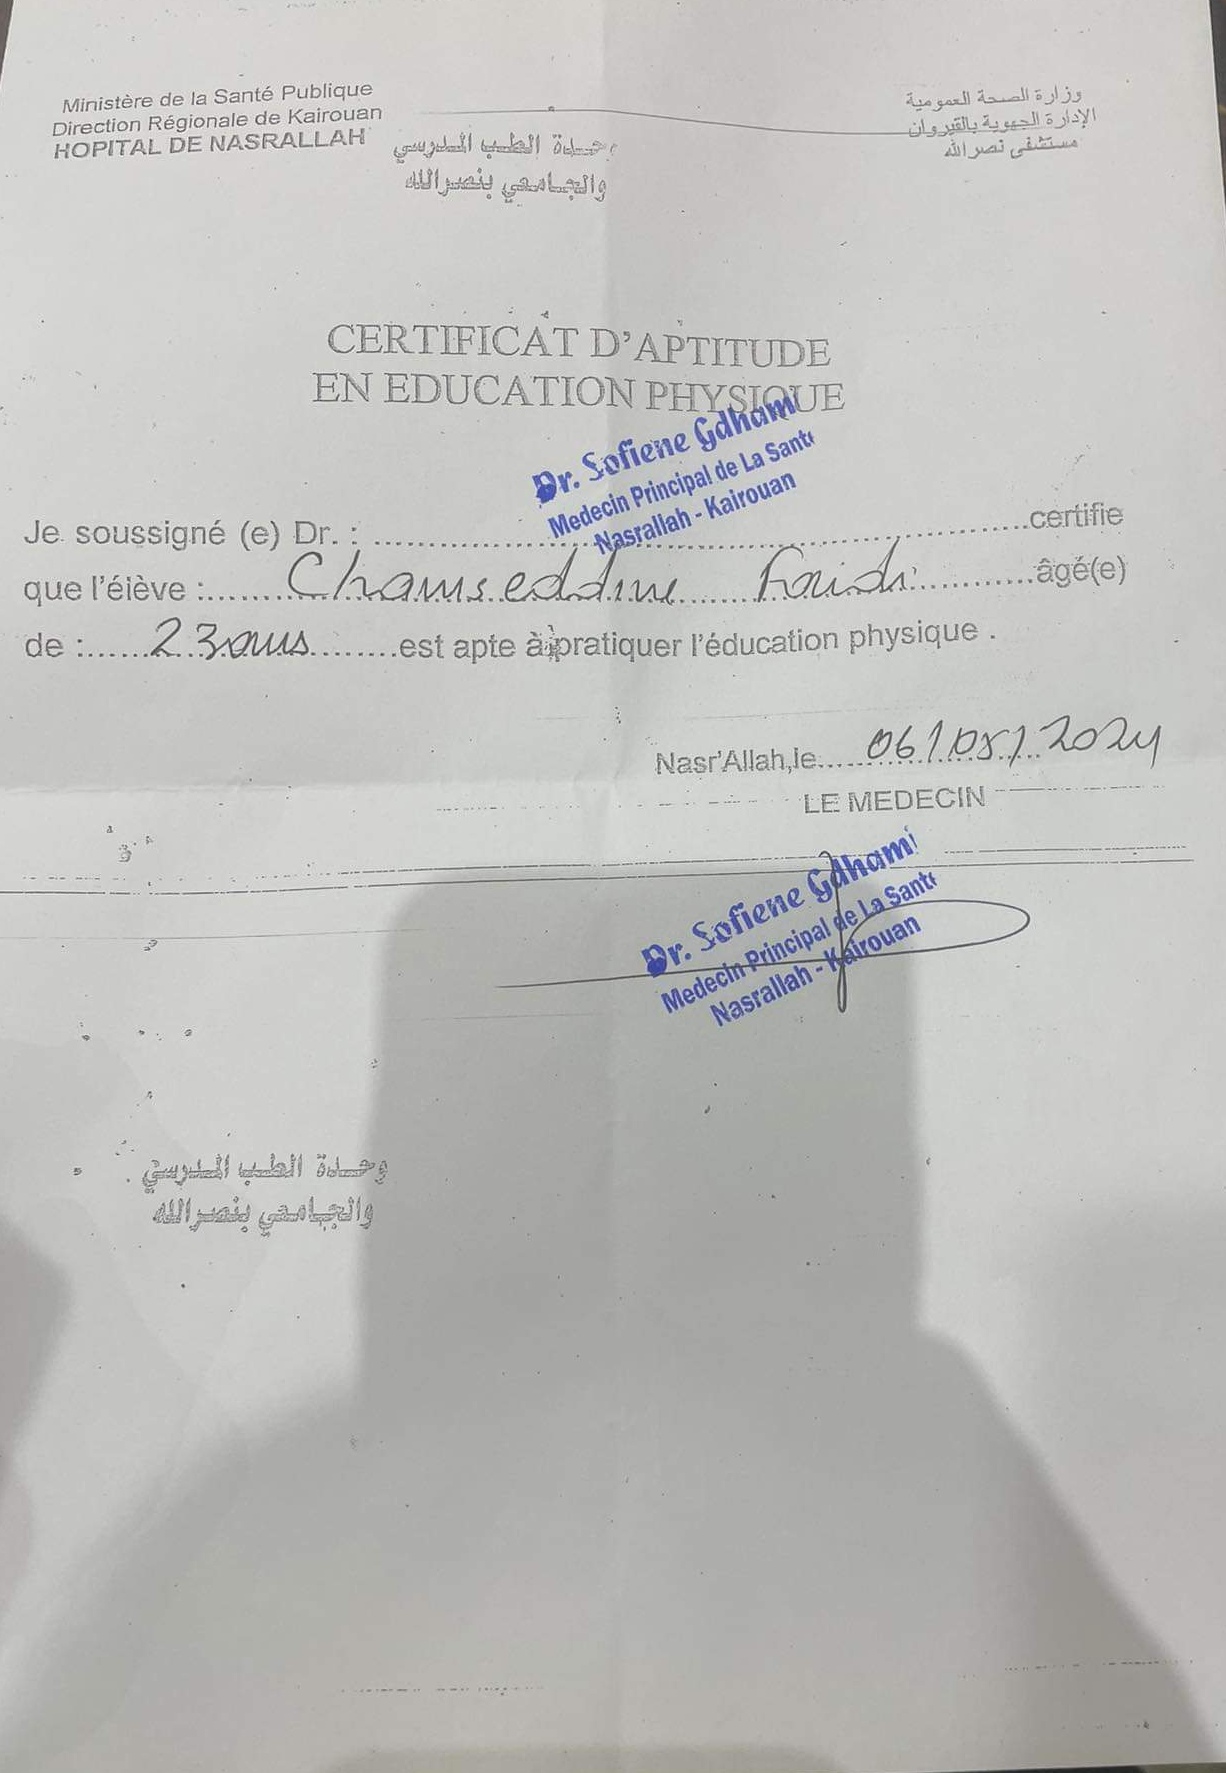 Ministère de la Santé Publique
Direction Régionale de Kairouan
HOPITAL DE NASRALLAH
وحدة الطب المدرسي
والجامعي بنصرالله
وزارة الصحة العمومية
الإدارة الجهوية بالقيروان
مستشفى نصر الله
CERTIFICAT D'APTITUDE
EN EDUCATION PHYSIQUE
Dr. Sofiene Gdhami
Medecin Principal de La Santé
Nasrallah - Kairouan
Je soussigné (e) Dr. : ........................certifie
que l'élève :......Chamseddine.......Faidi............âgé(e)
de :......23 ans........est apte à pratiquer l'éducation physique .
Nasr'Allah,le.....06/08/2024
LE MEDECIN
Dr. Sofiene Gdhami
Medecin Principal de La Santé
Nasrallah - Kairouan
وحدة الطب المدرسي
والجامعي بنصرالله